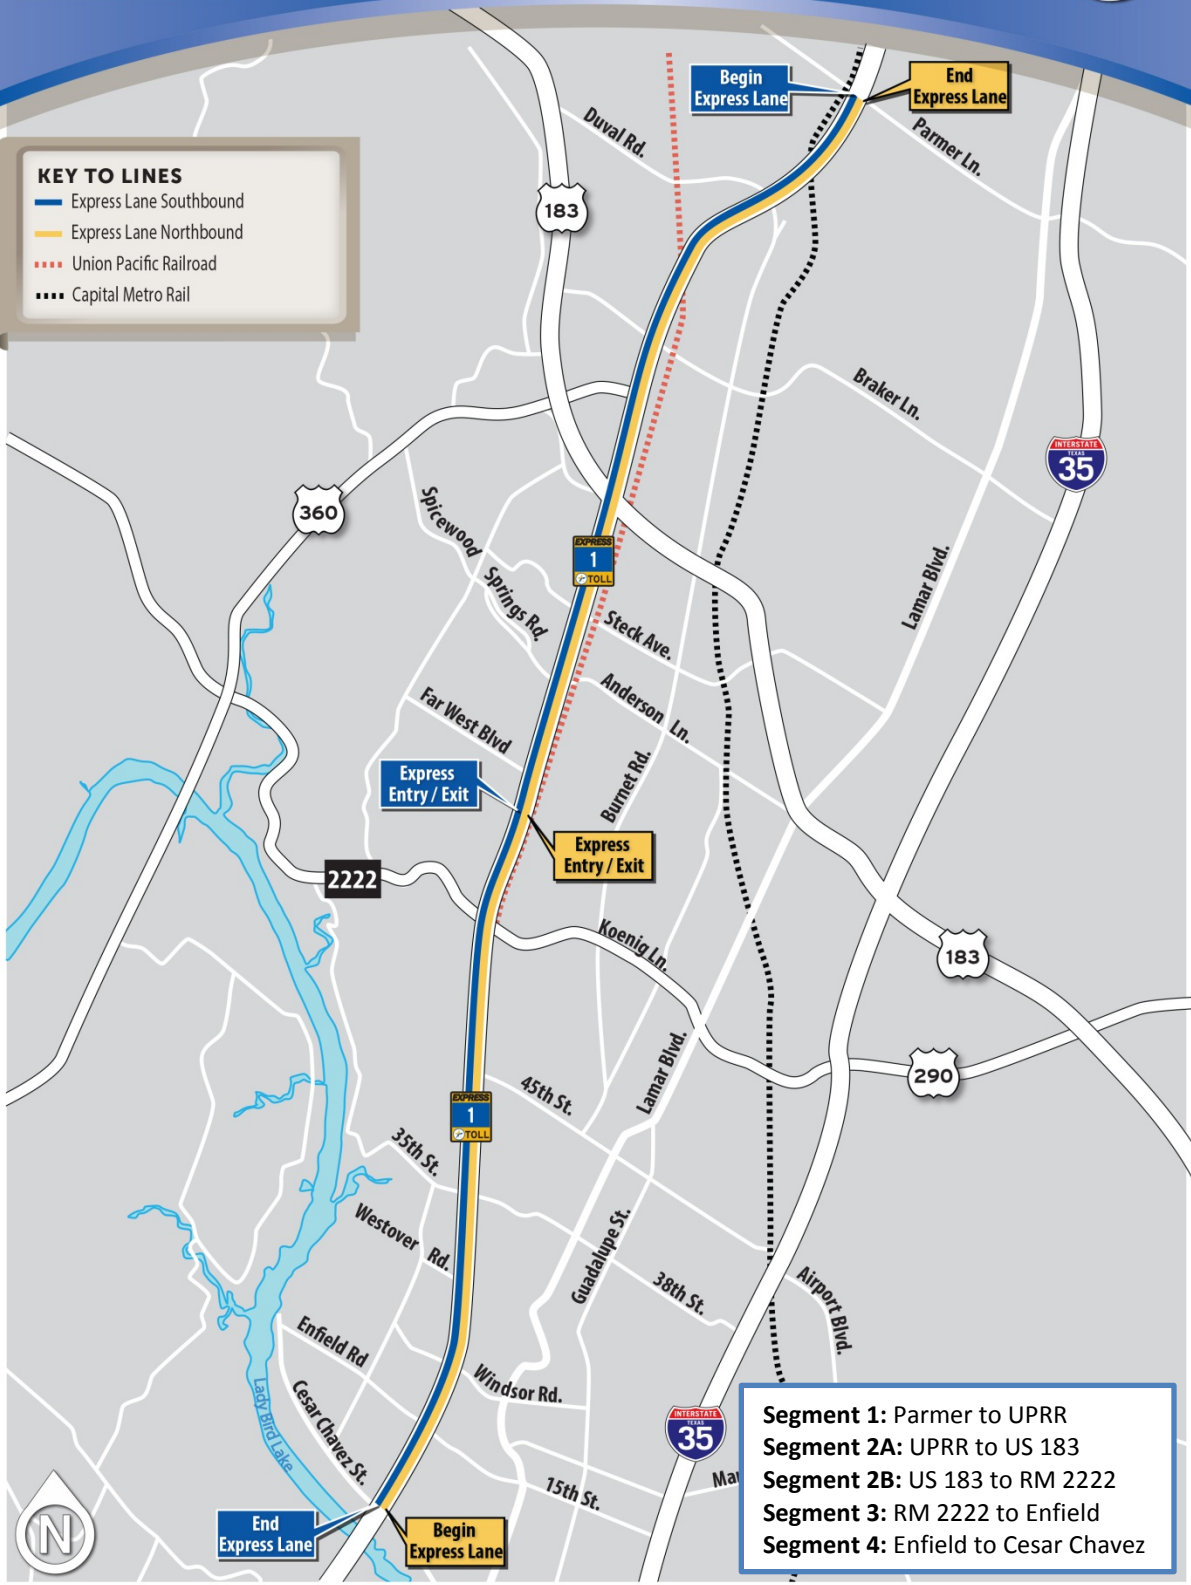 Begin
Express Lane
End
Express Lane
Duval Rd.
Parmer Ln.
KEY TO LINES
Express Lane Southbound
Express Lane Northbound
Union Pacific Railroad
Capital Metro Rail
183
Braker Ln.
INTERSTATE
TEXAS
35
360
Spicewood Springs Rd.
EXPRESS
1
TOLL
Lamar Blvd.
Steck Ave.
Anderson Ln.
Far West Blvd
Burnet Rd.
Express
Entry / Exit
Express
Entry / Exit
2222
Koenig Ln.
183
290
Lamar Blvd.
45th St.
EXPRESS
1
TOLL
35th St.
Westover Rd.
Guadalupe St.
38th St.
Airport Blvd.
Enfield Rd
Windsor Rd.
Cesar Chavez St.
Lady Bird Lake
INTERSTATE
TEXAS
35
15th St.
Segment 1: Parmer to UPRR
Segment 2A: UPRR to US 183
Segment 2B: US 183 to RM 2222
Segment 3: RM 2222 to Enfield
Segment 4: Enfield to Cesar Chavez
N
End
Express Lane
Begin
Express Lane